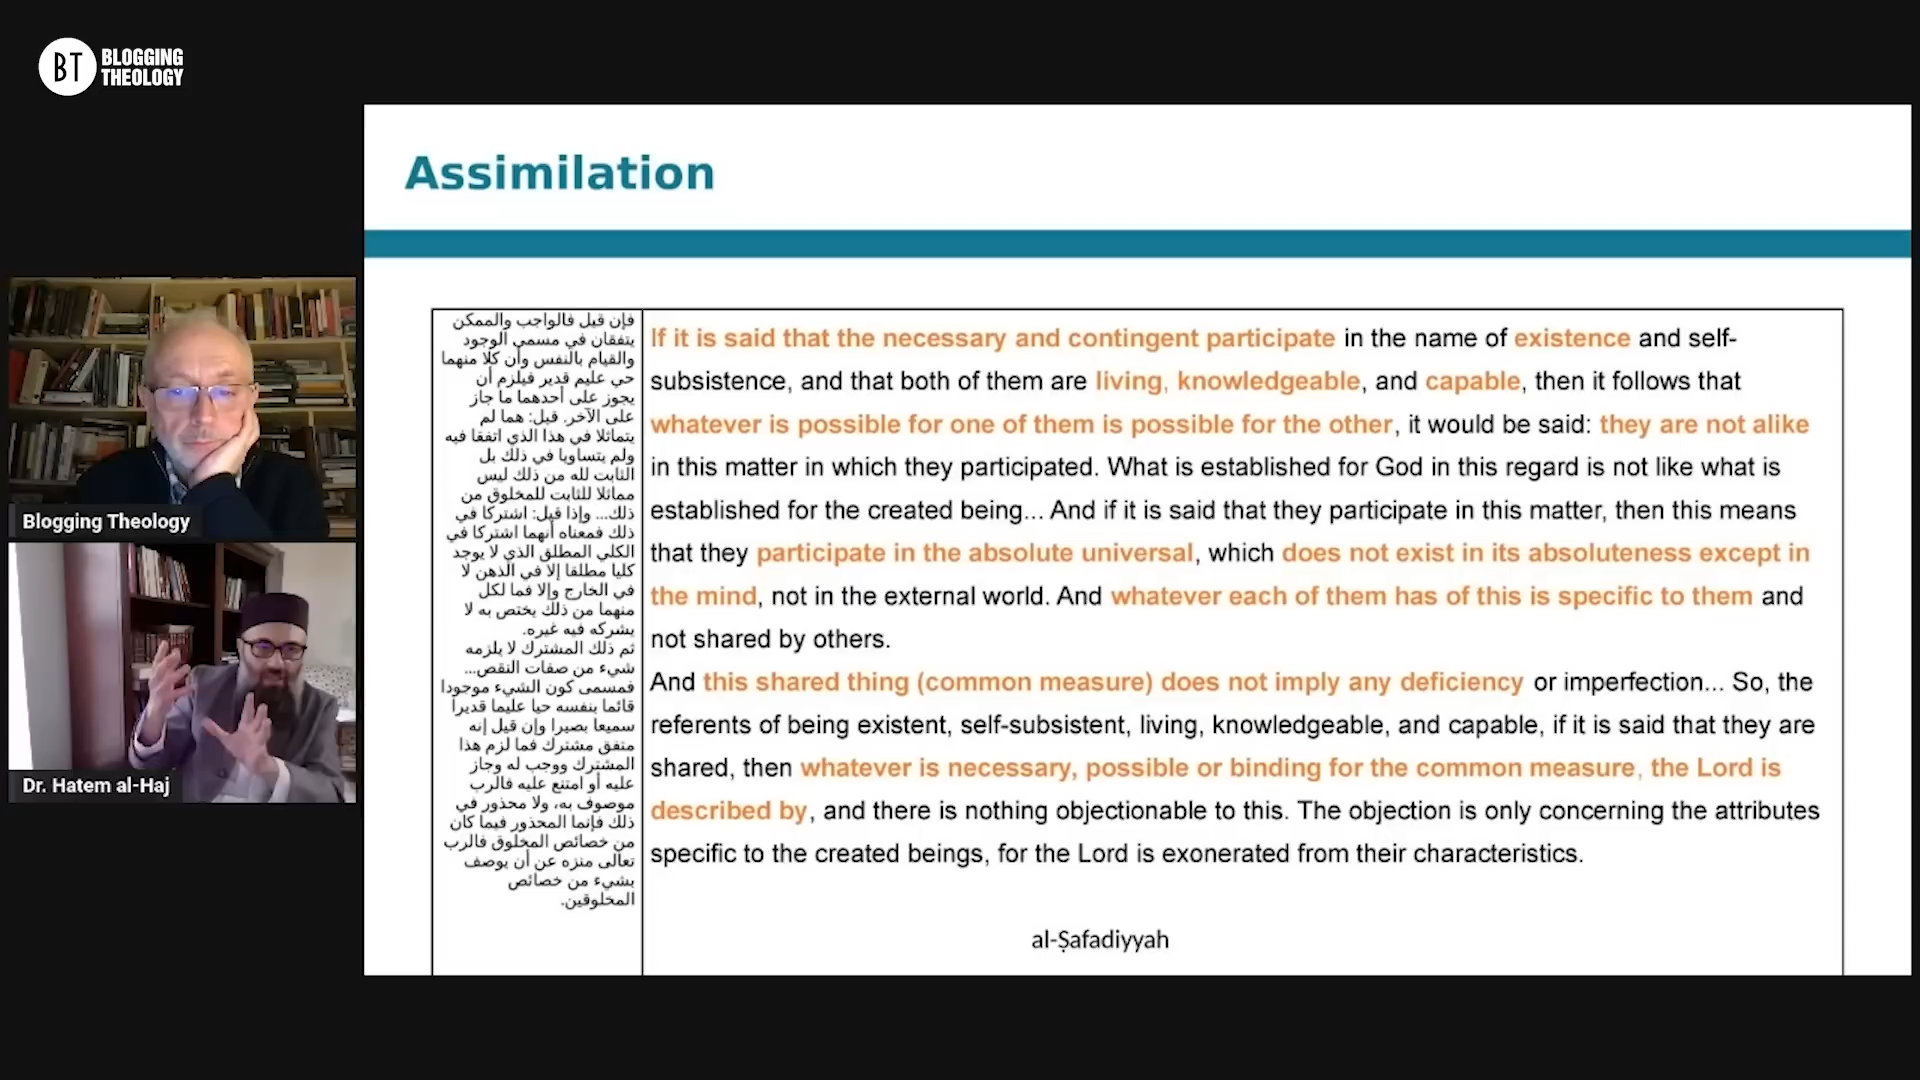 BT BLOGGING
THEOLOGY
Assimilation
فإن قيل فالواجب والممكن
يتفقان في مسمى الوجود
والقيام بالنفس وأن كلا منهما
حي عليم قدير فيلزم أن
يجوز على أحدهما ما جاز
على الآخر. قيل: هما لم
يتماثلا في هذا الذي اتفقا فيه
ولم يتساويا في ذلك بل
الثابت لله من ذلك ليس
مماثلا للثابت للمخلوق من
ذلك... وإذا قيل: اشتركا في
ذلك فمعناه أنهما اشتركا في
الكلي المطلق الذي لا يوجد
كليا مطلقا إلا في الذهن لا
في الخارج وإلا فما لكل
منهما من ذلك يختص به لا
يشركه فيه غيره.
ثم ذلك المشترك لا يلزمه
شيء من صفات النقص...
فمسمى كون الشيء موجودا
قائما بنفسه حيا عليما قديرا
سميعا بصيرا وإن قيل إنه
متفق مشترك فما لزم هذا
المشترك ووجب له وجاز
عليه أو امتنع عليه فالرب
موصوف به، ولا محذور في
ذلك فإنما المحذور فيما كان
من خصائص المخلوق فالرب
تعالى منزه عن أن يوصف
بشيء من خصائص
المخلوقين.
If it is said that the necessary and contingent participate in the name of existence and self-
subsistence, and that both of them are living, knowledgeable, and capable, then it follows that
whatever is possible for one of them is possible for the other, it would be said: they are not alike
in this matter in which they participated. What is established for God in this regard is not like what is
established for the created being... And if it is said that they participate in this matter, then this means
that they participate in the absolute universal, which does not exist in its absoluteness except in
the mind, not in the external world. And whatever each of them has of this is specific to them and
not shared by others.
And this shared thing (common measure) does not imply any deficiency or imperfection... So, the
referents of being existent, self-subsistent, living, knowledgeable, and capable, if it is said that they are
shared, then whatever is necessary, possible or binding for the common measure, the Lord is
described by, and there is nothing objectionable to this. The objection is only concerning the attributes
specific to the created beings, for the Lord is exonerated from their characteristics.
al-Ṣafadiyyah
Blogging Theology
Dr. Hatem al-Haj